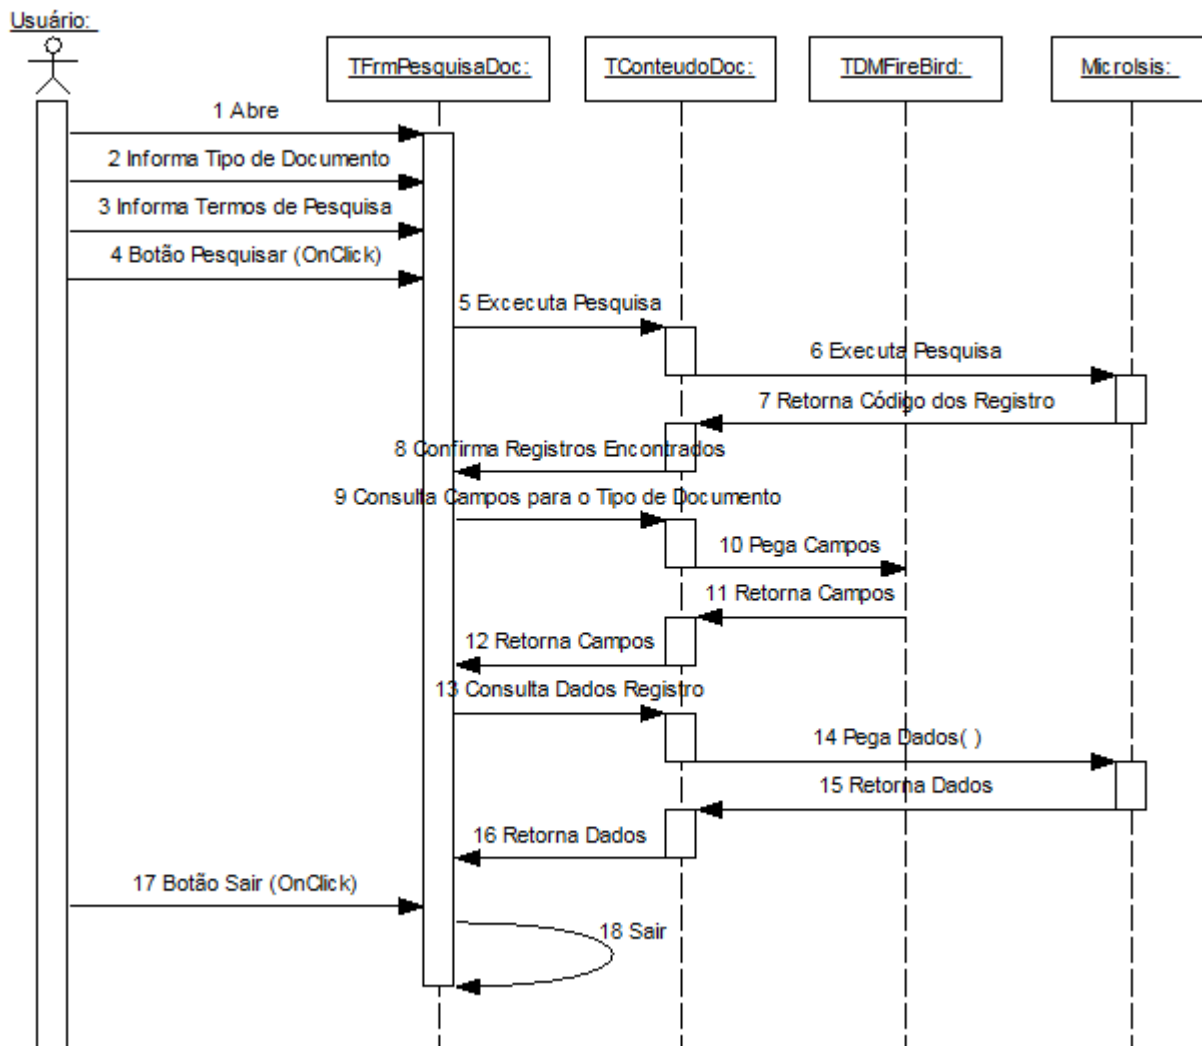 Usuário:
TFrmPesquisaDoc:
TConteudoDoc:
TDMFireBird:
MicroIsis:
1 Abre
2 Informa Tipo de Documento
3 Informa Termos de Pesquisa
4 Botão Pesquisar (OnClick)
5 Excecuta Pesquisa
6 Executa Pesquisa
7 Retorna Código dos Registro
8 Confirma Registros Encontrados
9 Consulta Campos para o Tipo de Documento
10 Pega Campos
11 Retorna Campos
12 Retorna Campos
13 Consulta Dados Registro
14 Pega Dados( )
15 Retorna Dados
16 Retorna Dados
17 Botão Sair (OnClick)
18 Sair